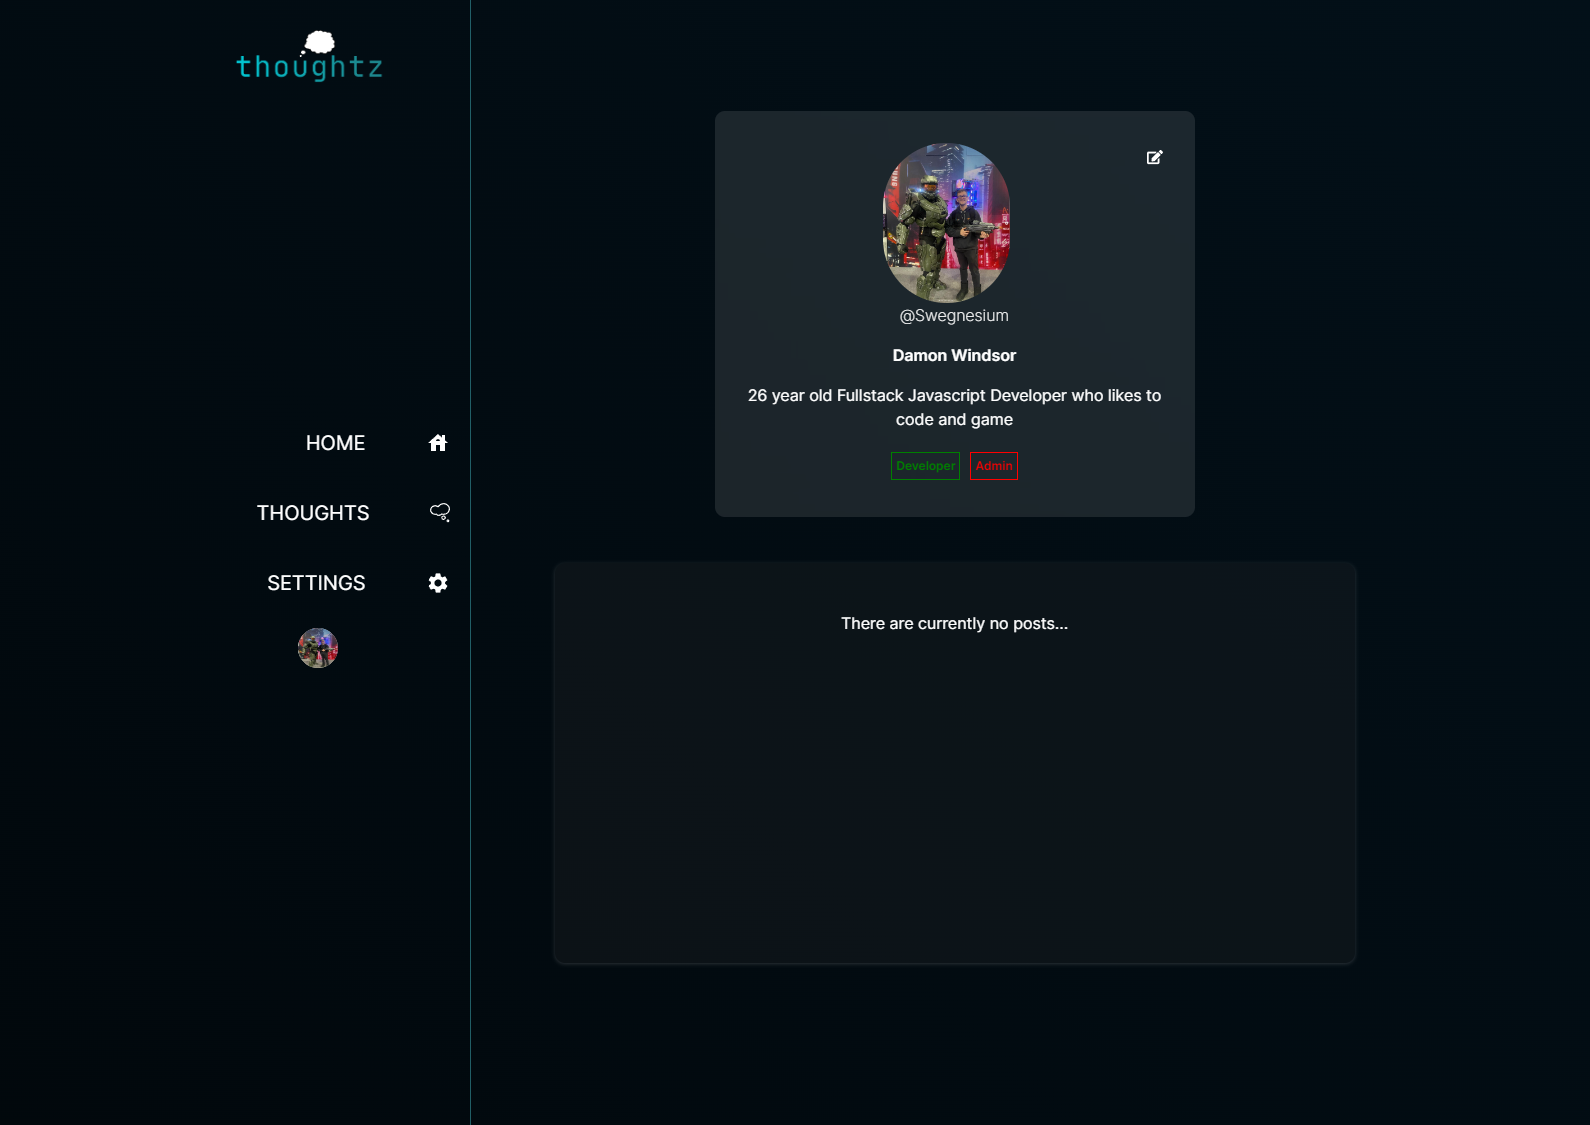 thoughtz
HOME
THOUGHTS
SETTINGS
@Swegnesium
Damon Windsor
26 year old Fullstack Javascript Developer who likes to
code and game
Developer Admin
There are currently no posts...